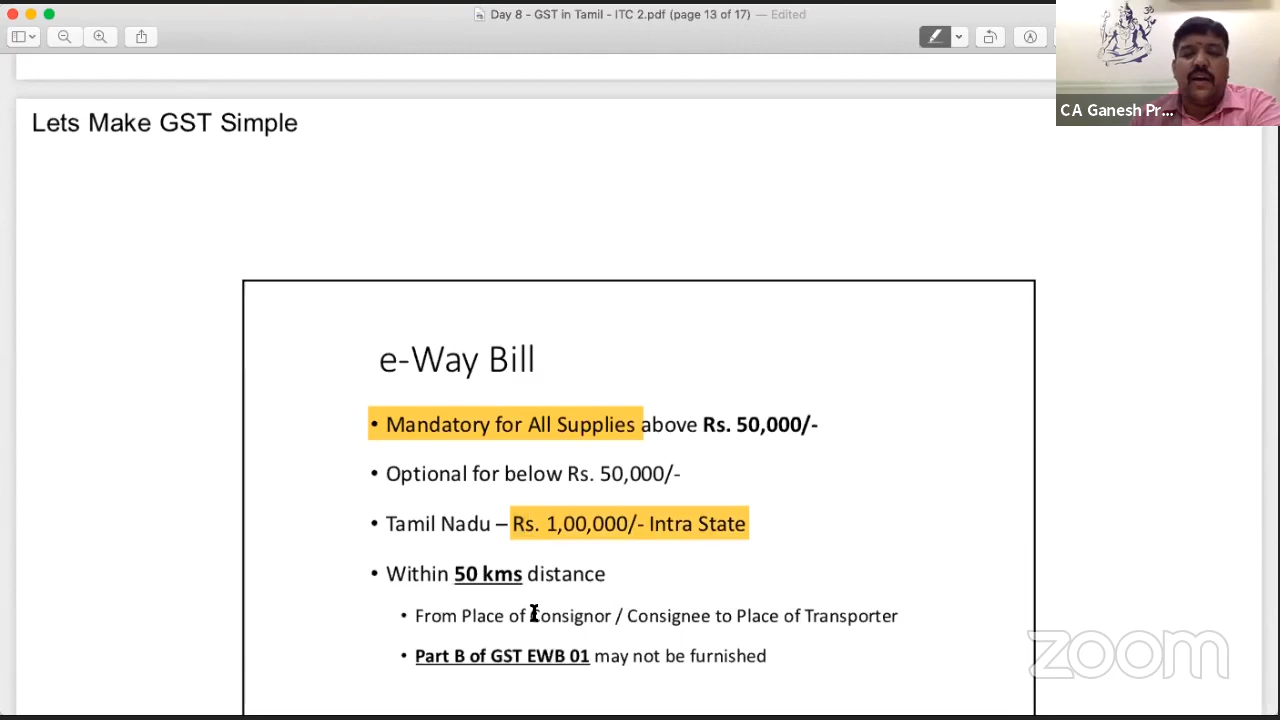 Day 8 - GST in Tamil - ITC 2.pdf (page 13 of 17) — Edited
CA Ganesh Pr...
Lets Make GST Simple
e-Way Bill
• Mandatory for All Supplies above Rs. 50,000/-
• Optional for below Rs. 50,000/-
• Tamil Nadu – Rs. 1,00,000/- Intra State
• Within 50 kms distance
• From Place of Consignor / Consignee to Place of Transporter
• Part B of GST EWB 01 may not be furnished
zoom